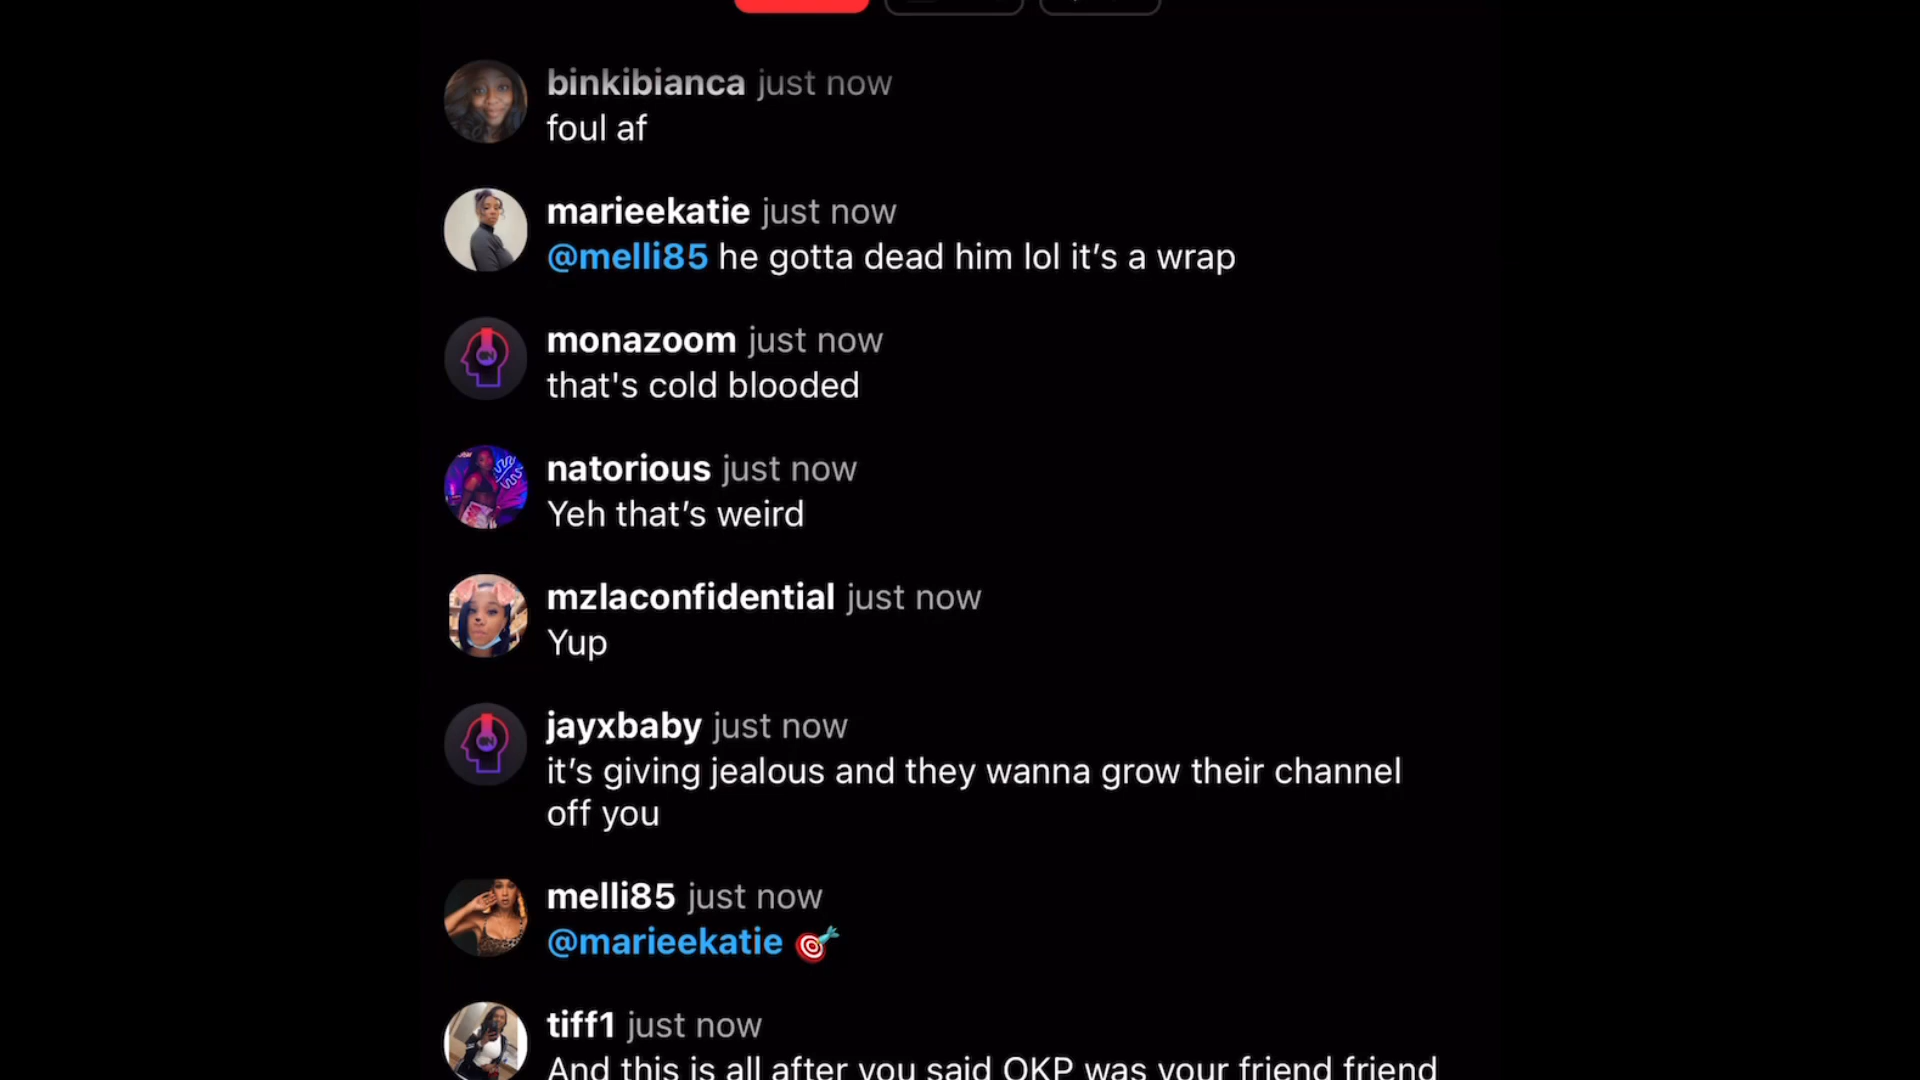 binkibianca just now
foul af
marieekatie just now
@melli85 he gotta dead him lol it’s a wrap
monazoom just now
that's cold blooded
natorious just now
Yeh that’s weird
mzlaconfidential just now
Yup
jayxbaby just now
it’s giving jealous and they wanna grow their channel
off you
melli85 just now
@marieekatie 🎯
tiff1 just now
And this is all after you said OKP was your friend friend